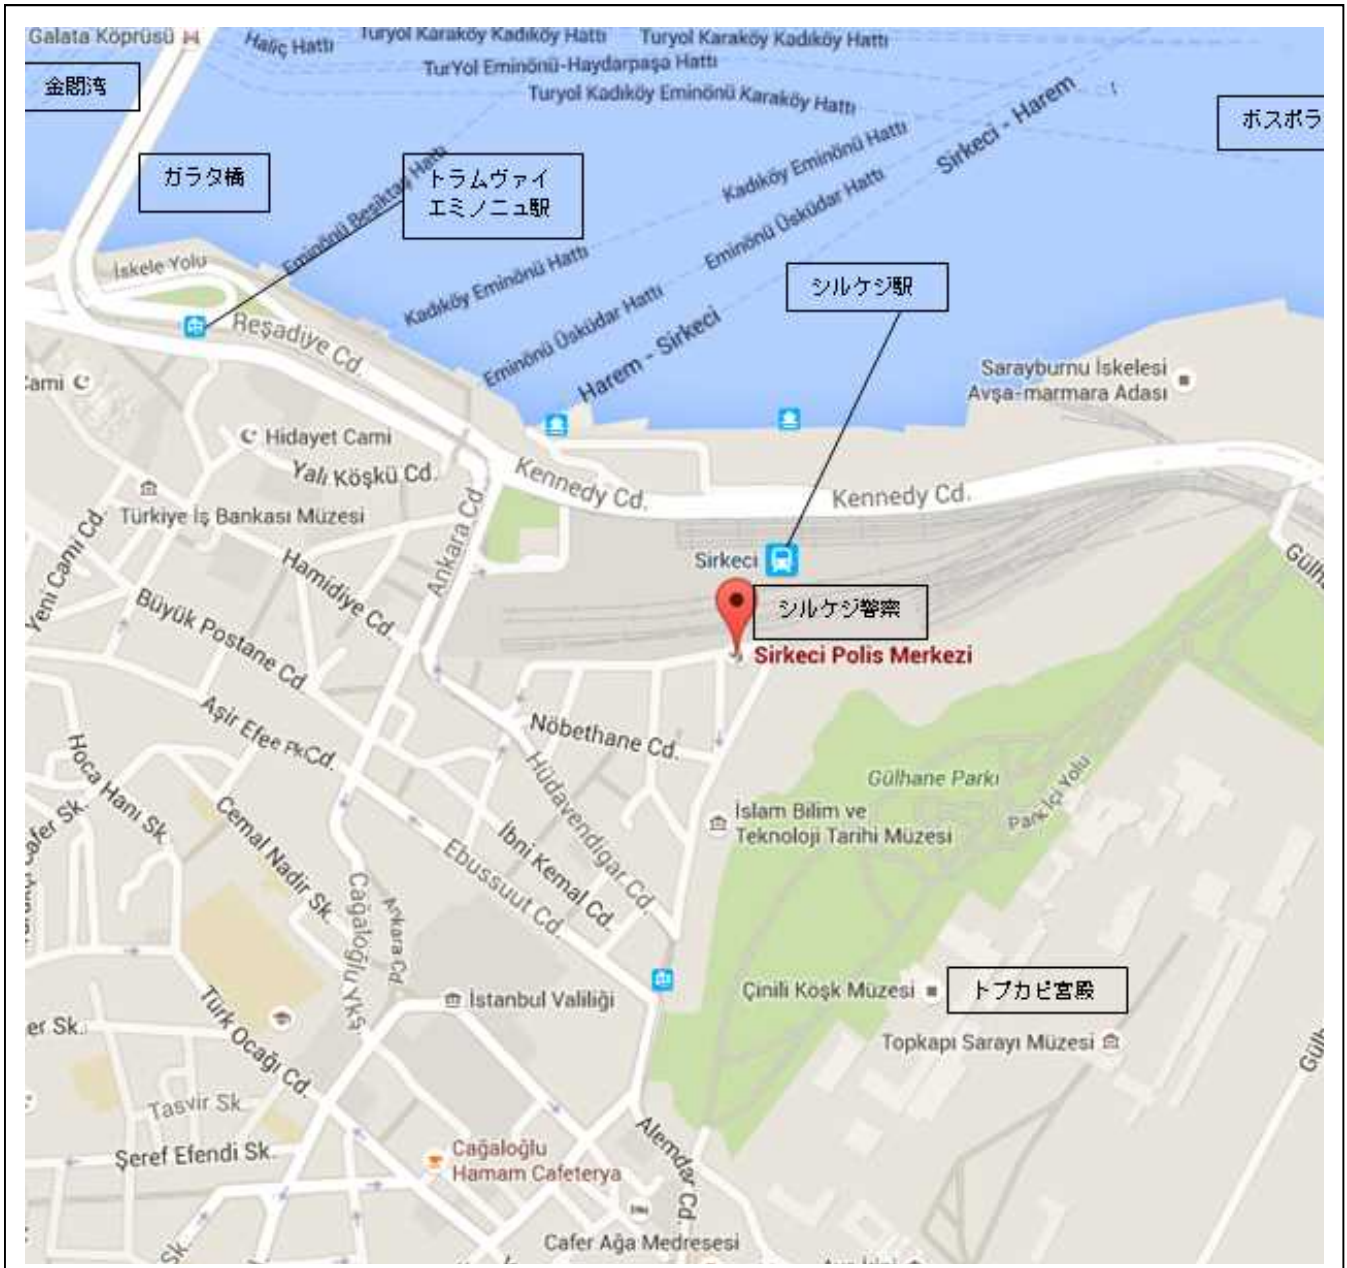 Galata Köprüsü
Haliç Hattı
Turyol Karaköy Kadıköy Hattı
Turyol Karaköy Kadıköy Hattı
TurYol Eminönü-Haydarpaşa Hattı
Turyol Kadıköy Eminönü Karaköy Hattı
金閣湾
ボスポラ
ガラタ橋
トラムヴァイ
エミノニュ駅
Eminönü Beşiktaş Hattı
Kadıköy Eminönü Hattı
Sirkeci - Harem
Eminönü Üsküdar Hattı
Kadıköy Eminönü Hattı
Eminönü Üsküdar Hattı
Harem - Sirkeci
シルケジ駅
İskele Yolu
Reşadiye Cd.
Sarayburnu İskelesi
Avşa-marmara Adası
Cami
Hidayet Cami
Yalı Köşkü Cd.
Türkiye İş Bankası Müzesi
Kennedy Cd.
Kennedy Cd.
Ankara Cd.
Yeni Cami Cd.
Hamidiye Cd.
Büyük Postane Cd.
Sirkeci
シルケジ警察
Sirkeci Polis Merkezi
Aşir Efee Pk Cd.
Nöbethane Cd.
Hüdavendigar Cd.
Hoca Hanı Sk.
Cemal Nadir Sk.
Gülhane Parkı
Park İçi Yolu
İslam Bilim ve
Teknoloji Tarihi Müzesi
İbni Kemal Cd.
Ebussuut Cd.
Cağaloğlu Ykş.
Ankara Cd.
İstanbul Valiliği
Çinili Köşk Müzesi
トプカピ宮殿
Topkapı Sarayı Müzesi
Türk Ocağı Cd.
er Sk.
Tasvir Sk.
Şeref Efendi Sk.
Cağaloğlu
Hamam Cafeterya
Alemdar Cd.
Cafer Ağa Medresesi
Sk.